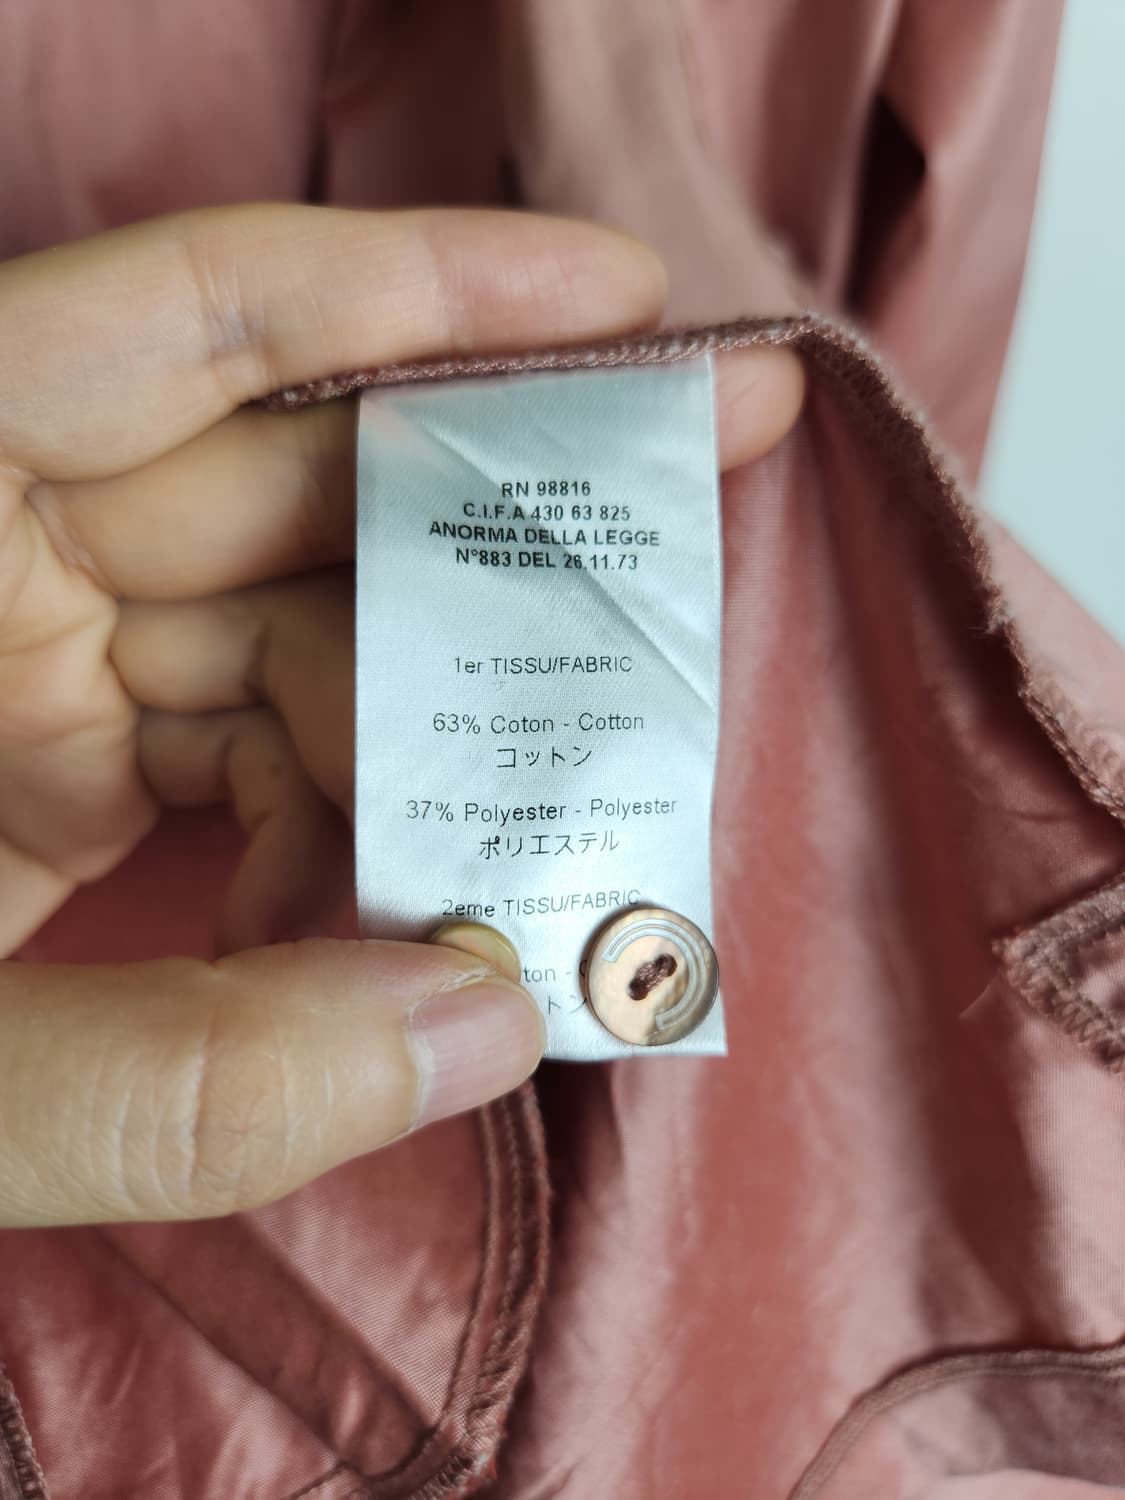 RN 98816
C.I.F.A 430 63 825
ANORMA DELLA LEGGE
N°883 DEL 26.11.73
1er TISSU/FABRIC
63% Coton - Cotton
コットン
37% Polyester - Polyester
ポリエステル
2eme TISSU/FABRIC